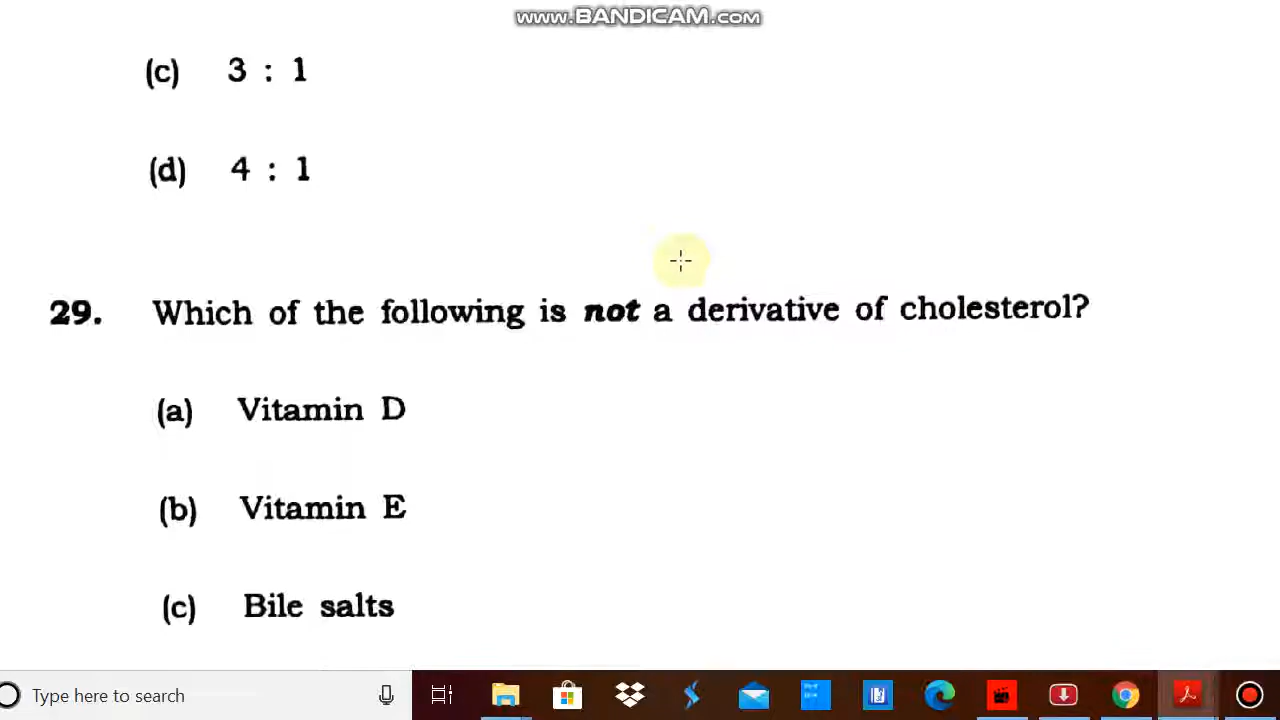 www.BANDICAM.com
(c) 3 : 1
(d) 4 : 1
29. Which of the following is not a derivative of cholesterol?
(a) Vitamin D
(b) Vitamin E
(c) Bile salts
Type here to search